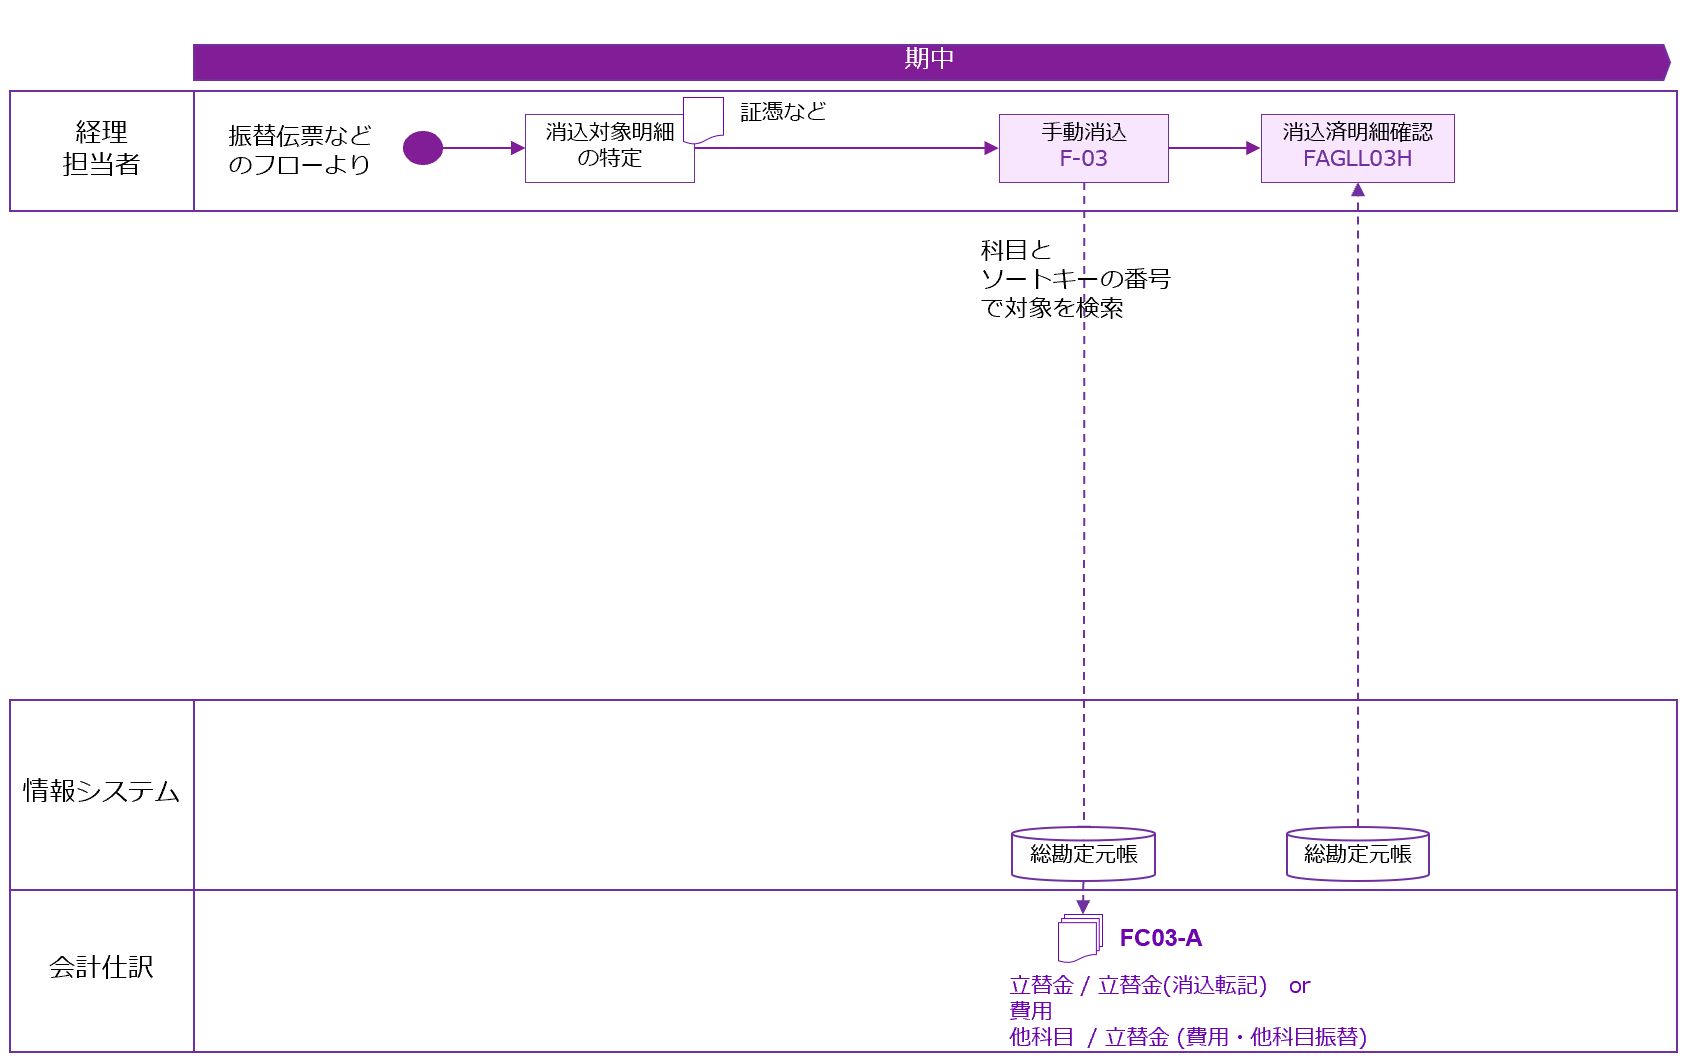 期中
経理
担当者
振替伝票など
のフローより
消込対象明細
の特定
証憑など
手動消込
F-03
消込済明細確認
FAGLL03H
科目と
ソートキーの番号
で対象を検索
情報システム
総勘定元帳
総勘定元帳
会計仕訳
FC03-A
立替金 / 立替金(消込転記) or
費用
他科目 / 立替金 (費用・他科目振替)